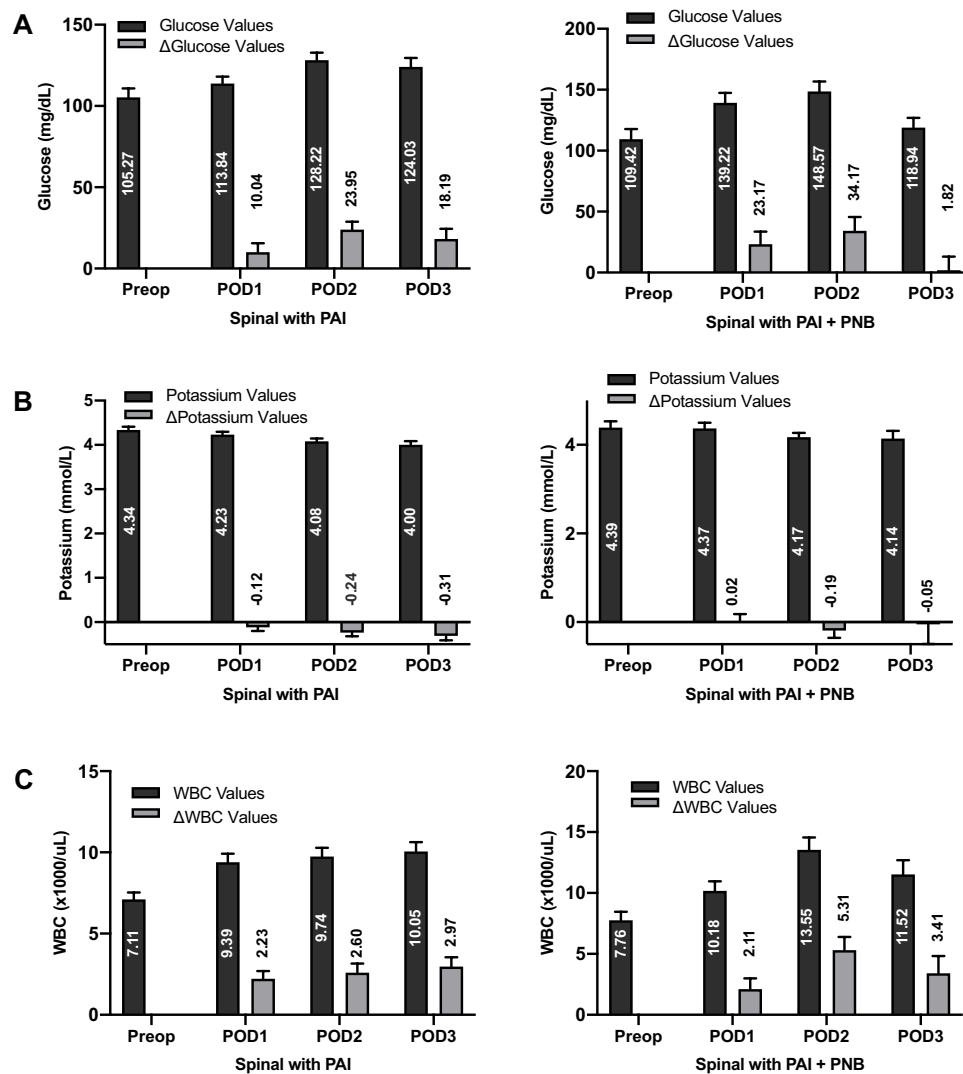 A
Glucose Values
ΔGlucose Values
Glucose (mg/dL)
150
100
50
0
105.27
113.84
10.04
128.22
23.95
124.03
18.19
Preop POD1 POD2 POD3
Spinal with PAI
Glucose Values
ΔGlucose Values
Glucose (mg/dL)
200
150
100
50
0
109.42
139.22
23.17
148.57
34.17
118.94
1.82
Preop POD1 POD2 POD3
Spinal with PAI + PNB
B
Potassium Values
ΔPotassium Values
Potassium (mmol/L)
5
4
3
2
1
0
4.34
4.23
-0.12
4.08
-0.24
4.00
-0.31
Preop POD1 POD2 POD3
Spinal with PAI
Potassium Values
ΔPotassium Values
Potassium (mmol/L)
4
2
0
4.39
4.37
0.02
4.17
-0.19
4.14
-0.05
Preop POD1 POD2 POD3
Spinal with PAI + PNB
C
WBC Values
ΔWBC Values
WBC (x1000/uL)
15
10
5
0
7.11
9.39
2.23
9.74
2.60
10.05
2.97
Preop POD1 POD2 POD3
Spinal with PAI
WBC Values
ΔWBC Values
WBC (x1000/uL)
20
15
10
5
0
7.76
10.18
2.11
13.55
5.31
11.52
3.41
Preop POD1 POD2 POD3
Spinal with PAI + PNB